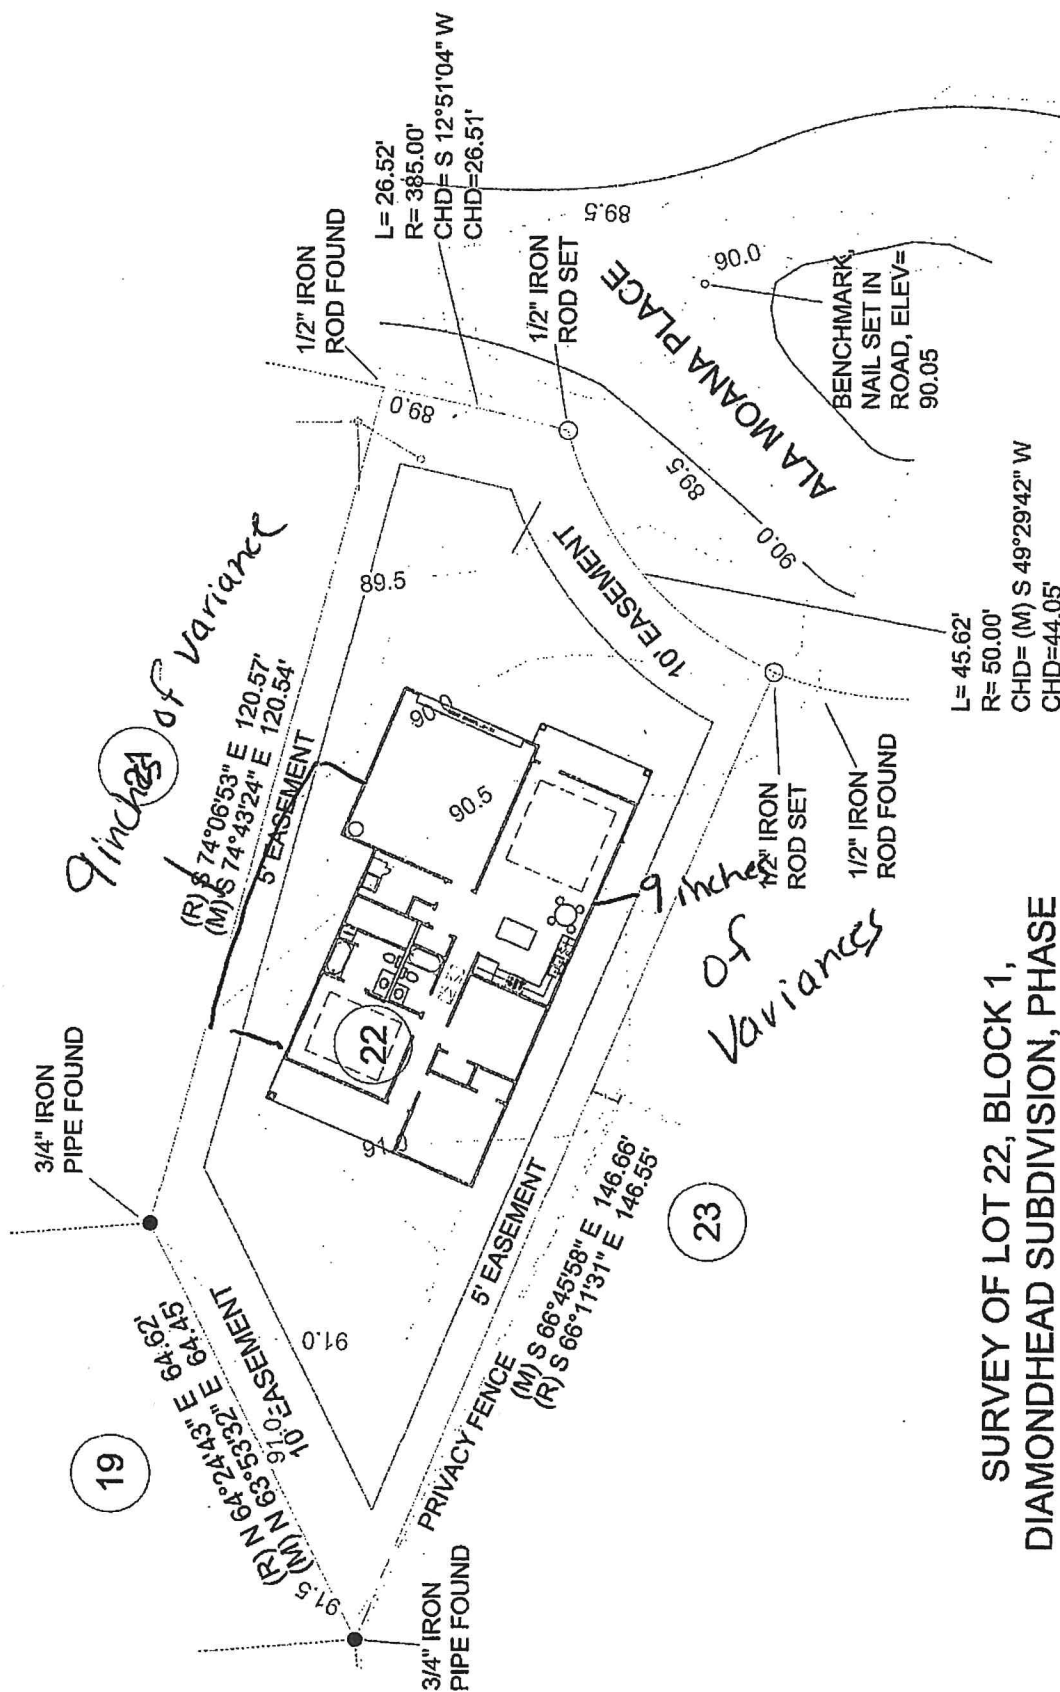 19
(R) N 64°24'43" E 64.62'
(M) N 63°53'32" E 64.45'
10' EASEMENT
91.0
91.5
91.0
3/4" IRON
PIPE FOUND
3/4" IRON
PIPE FOUND
9 inches of variance
(R) S 74°06'53" E 120.57'
(M) S 74°43'24" E 120.54'
5' EASEMENT
89.5
1/2" IRON
ROD FOUND
89.0
L= 26.52'
R= 385.00'
CHD= S 12°51'04" W
CHD=26.51'
1/2" IRON
ROD SET
89.5
ALA MOANA PLACE
90.0
BENCHMARK,
NAIL SET IN
ROAD, ELEV=
90.05
89.5
90.0
10' EASEMENT
90.5
22
PRIVACY FENCE
5' EASEMENT
(M) S 66°45'58" E 146.66'
(R) S 66°11'31" E 146.55'
23
9 inches
of
Variances
1/2" IRON
ROD SET
1/2" IRON
ROD FOUND
L= 45.62'
R= 50.00'
CHD= (M) S 49°29'42" W
CHD=44.05'
SURVEY OF LOT 22, BLOCK 1,
DIAMONDHEAD SUBDIVISION, PHASE